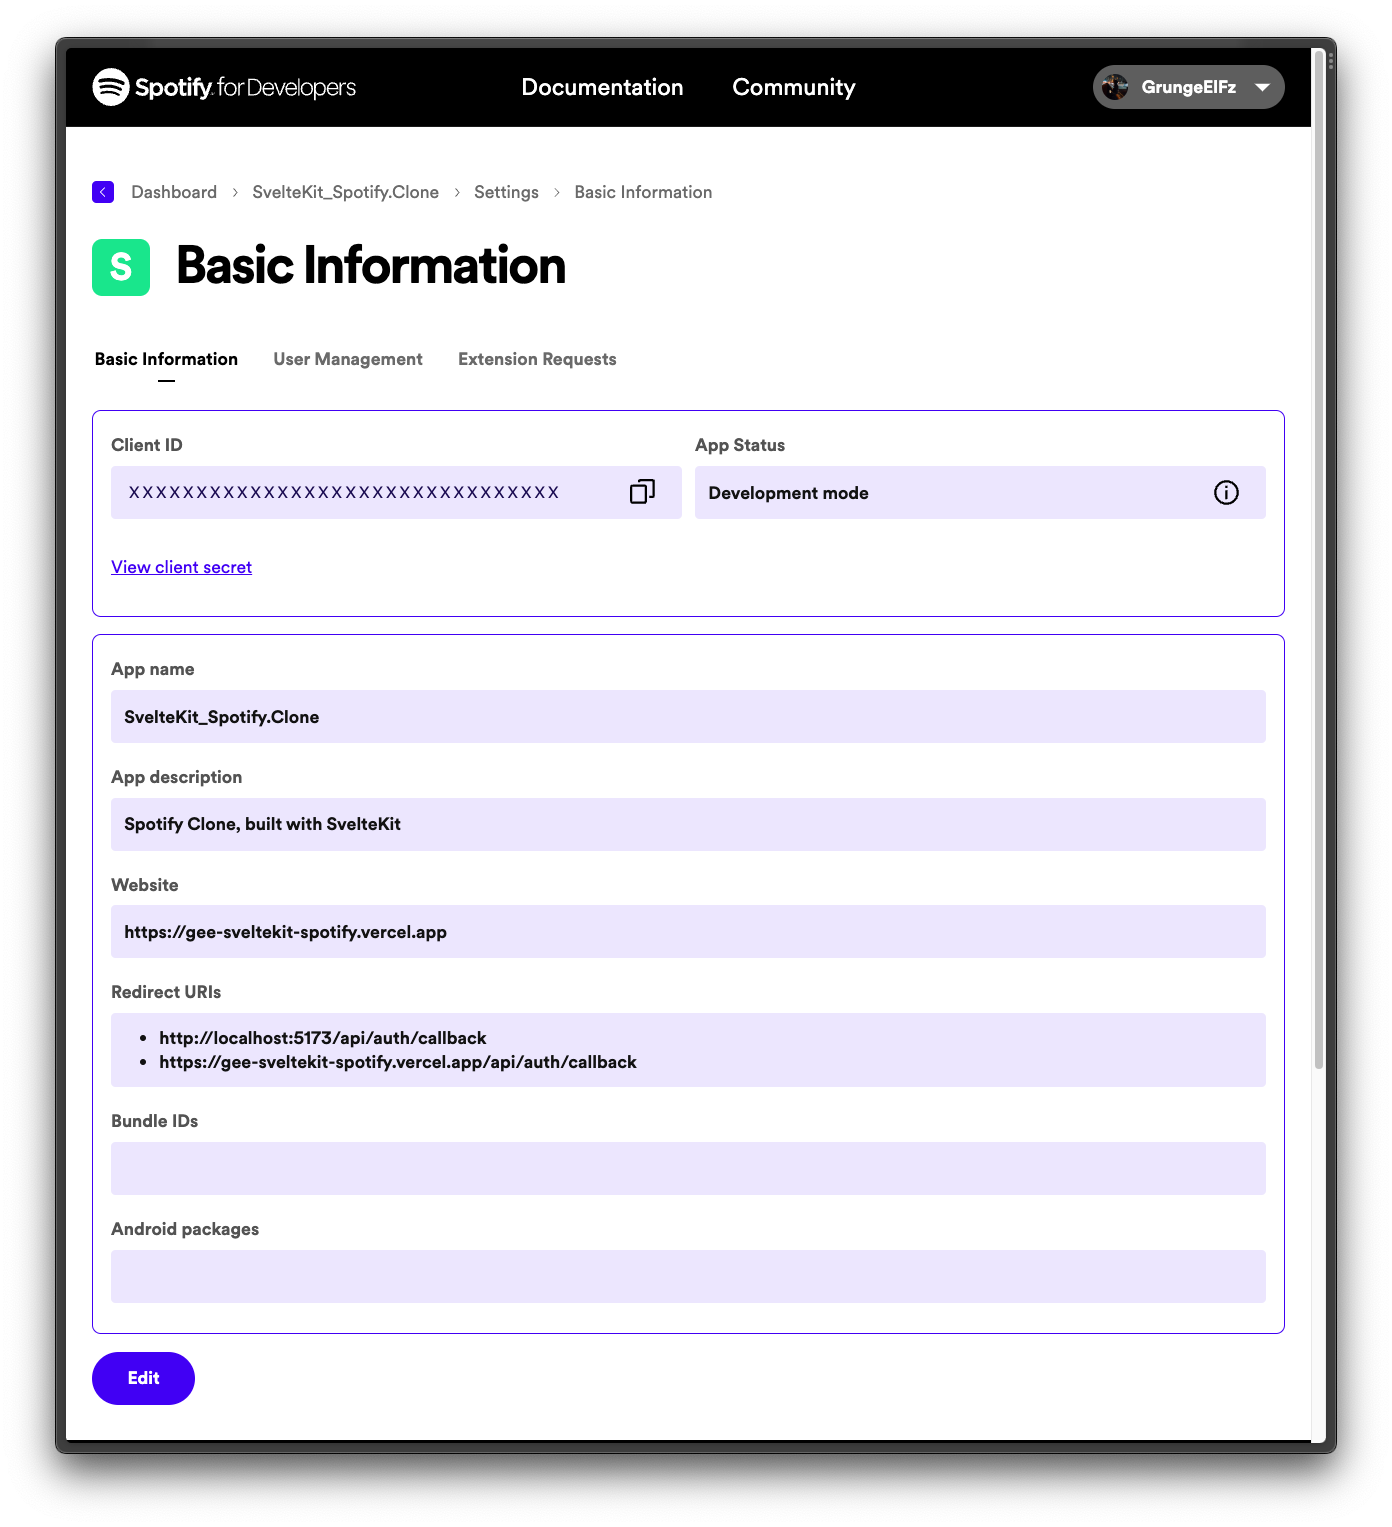 Spotify for Developers
Documentation
Community
GrungeElFz
Dashboard > SvelteKit_Spotify.Clone > Settings > Basic Information
S
Basic Information
Basic Information
User Management
Extension Requests
Client ID
App Status
XXXXXXXXXXXXXXXXXXXXXXXXXXXXXXXX
Development mode
View client secret
App name
SvelteKit_Spotify.Clone
App description
Spotify Clone, built with SvelteKit
Website
https://gee-sveltekit-spotify.vercel.app
Redirect URIs
• http://localhost:5173/api/auth/callback
• https://gee-sveltekit-spotify.vercel.app/api/auth/callback
Bundle IDs
Android packages
Edit